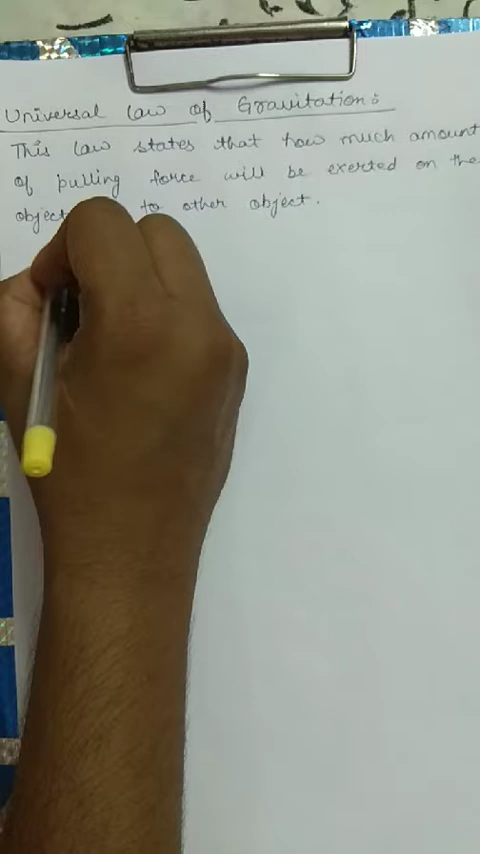 Universal law of Gravitation:
This law states that how much amount
of pulling force will be exerted on the
object to other object.